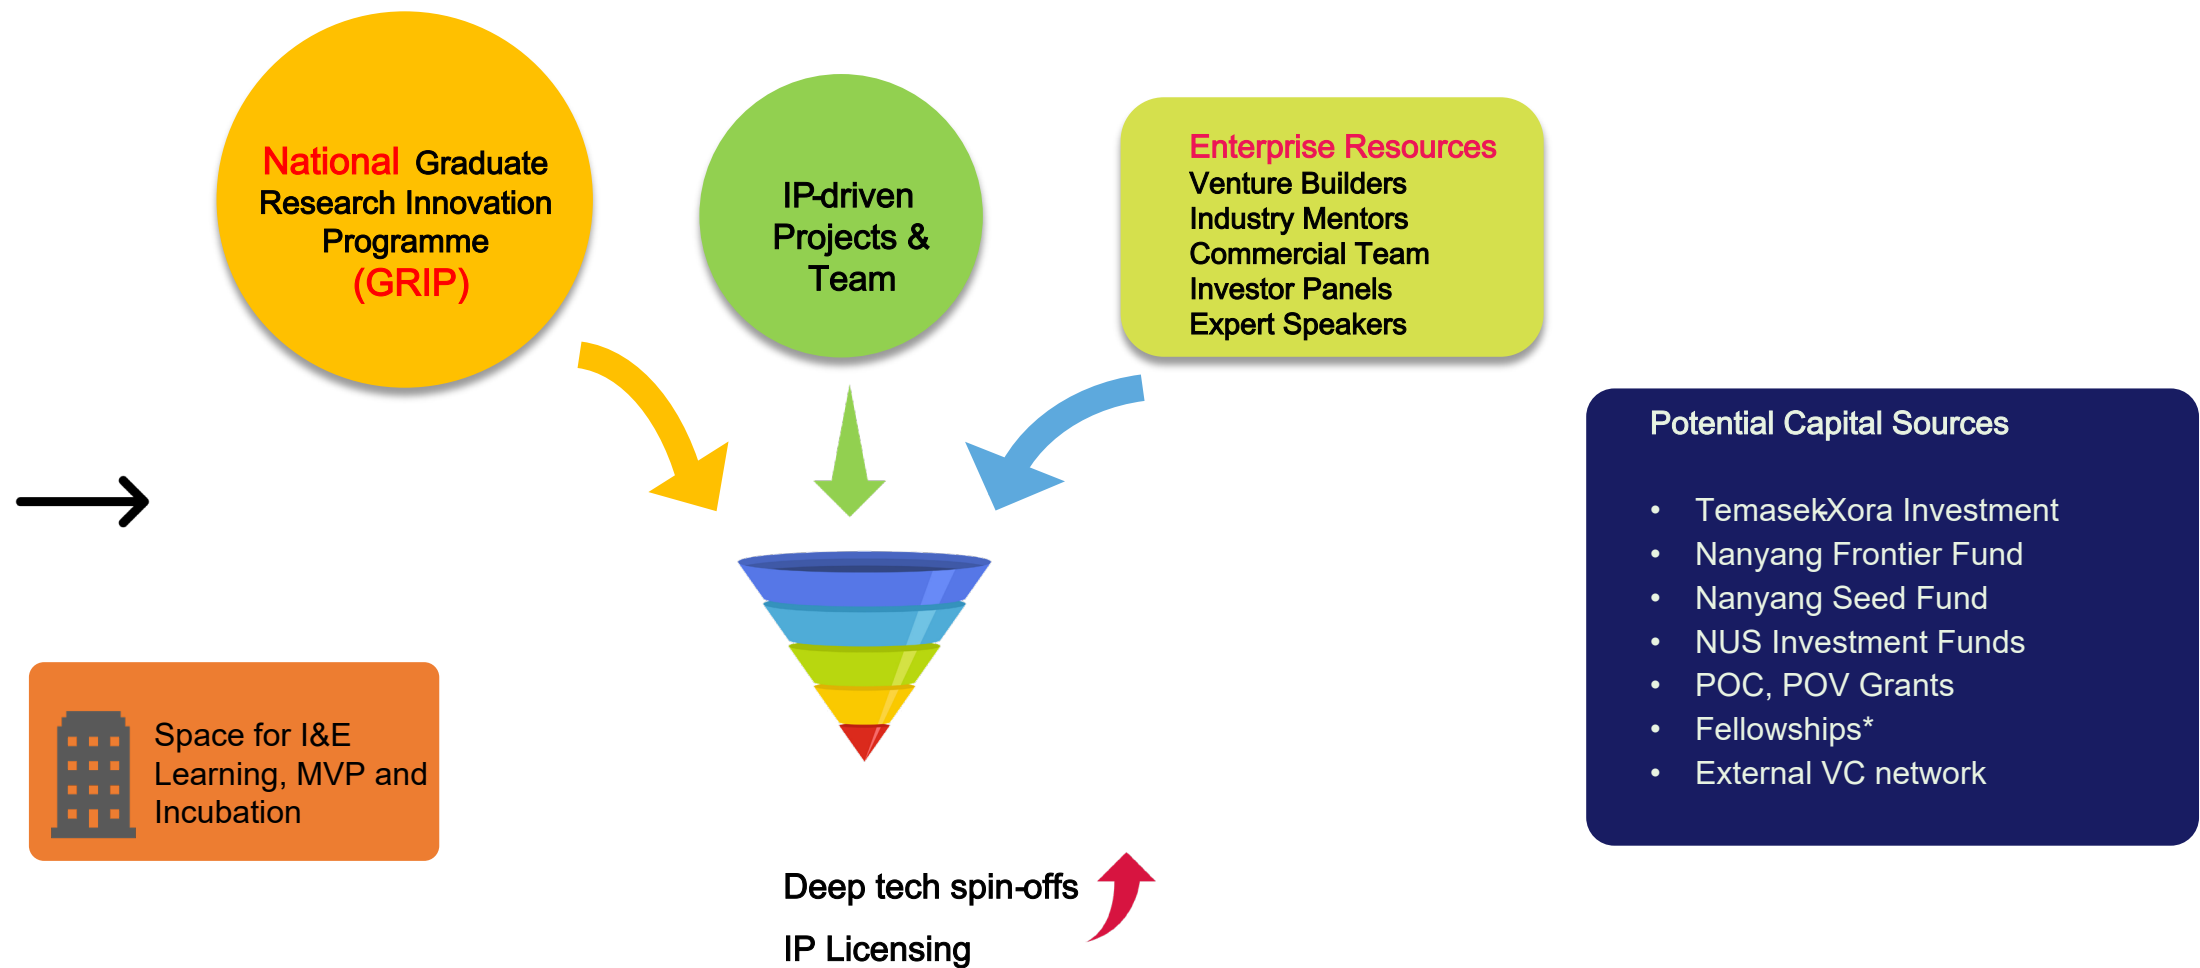 National Graduate
Research Innovation
Programme
(GRIP)
IP-driven
Projects &
Team
Enterprise Resources
Venture Builders
Industry Mentors
Commercial Team
Investor Panels
Expert Speakers
Potential Capital Sources
• Temasek-Xora Investment
• Nanyang Frontier Fund
• Nanyang Seed Fund
• NUS Investment Funds
• POC, POV Grants
• Fellowships*
• External VC network
Space for I&E
Learning, MVP and
Incubation
Deep tech spin-offs
IP Licensing